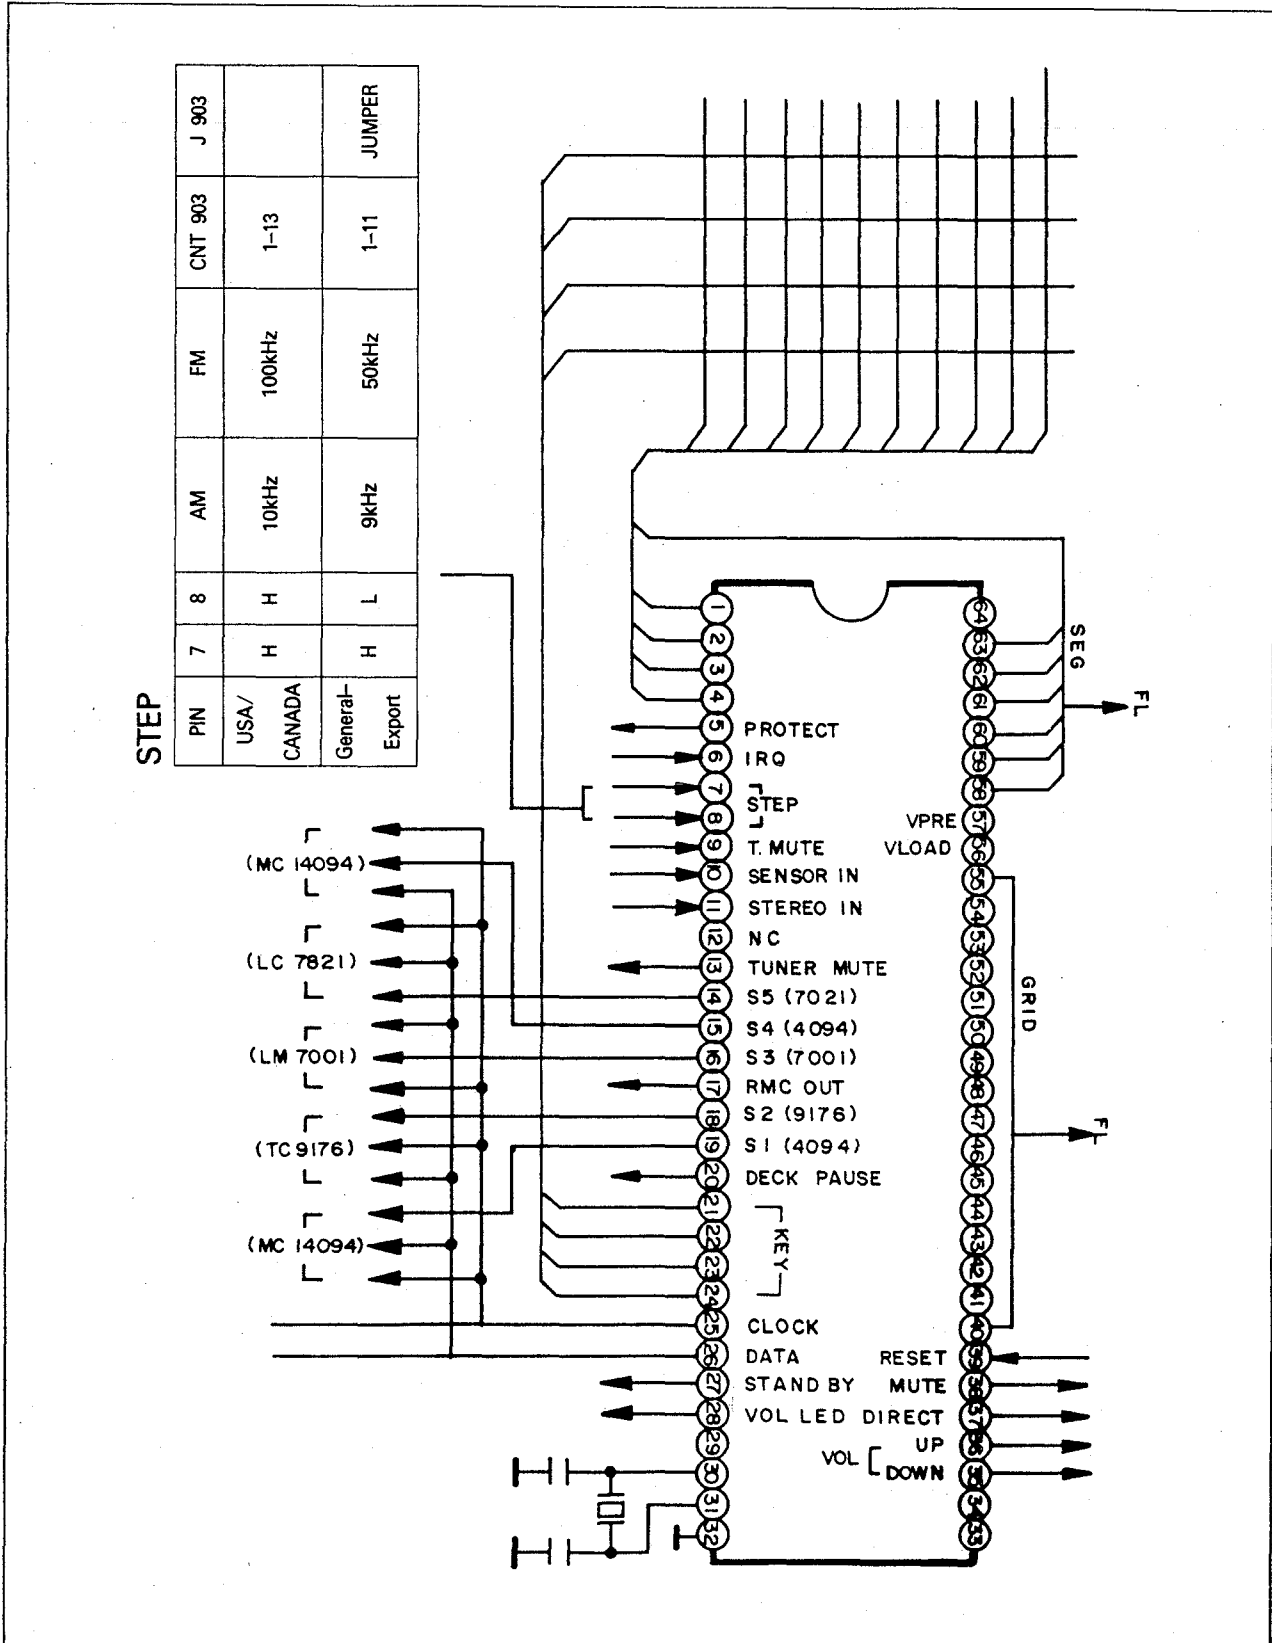 STEP
PIN 7 8 AM FM CNT 903 J 903
USA/ CANADA H H 10kHz 100kHz 1-13
General- Export H L 9kHz 50kHz 1-11 JUMPER
1
2
3
4
5 PROTECT
6 IRQ
7
8
STEP
9 T. MUTE
10 SENSOR IN
11 STEREO IN
12 NC
13 TUNER MUTE
14 S5 (7021)
15 S4 (4094)
16 S3 (7001)
17 RMC OUT
18 S2 (9176)
19 S1 (4094)
20 DECK PAUSE
21
22
23
24
KEY
25 CLOCK
26 DATA
27 STAND BY
28 VOL LED
29
30
31
32
(MC 14094)
(LC 7821)
(LM 7001)
(TC 9176)
(MC 14094)
64
63
62
61
60
59
58
SEG
FL
VPRE 57
VLOAD 56
55
54
53
52
51
50
49
48
47
46
45
44
43
42
41
40
GRID
FL
RESET 39
MUTE 38
DIRECT 37
VOL
UP 36
DOWN 35
34
33